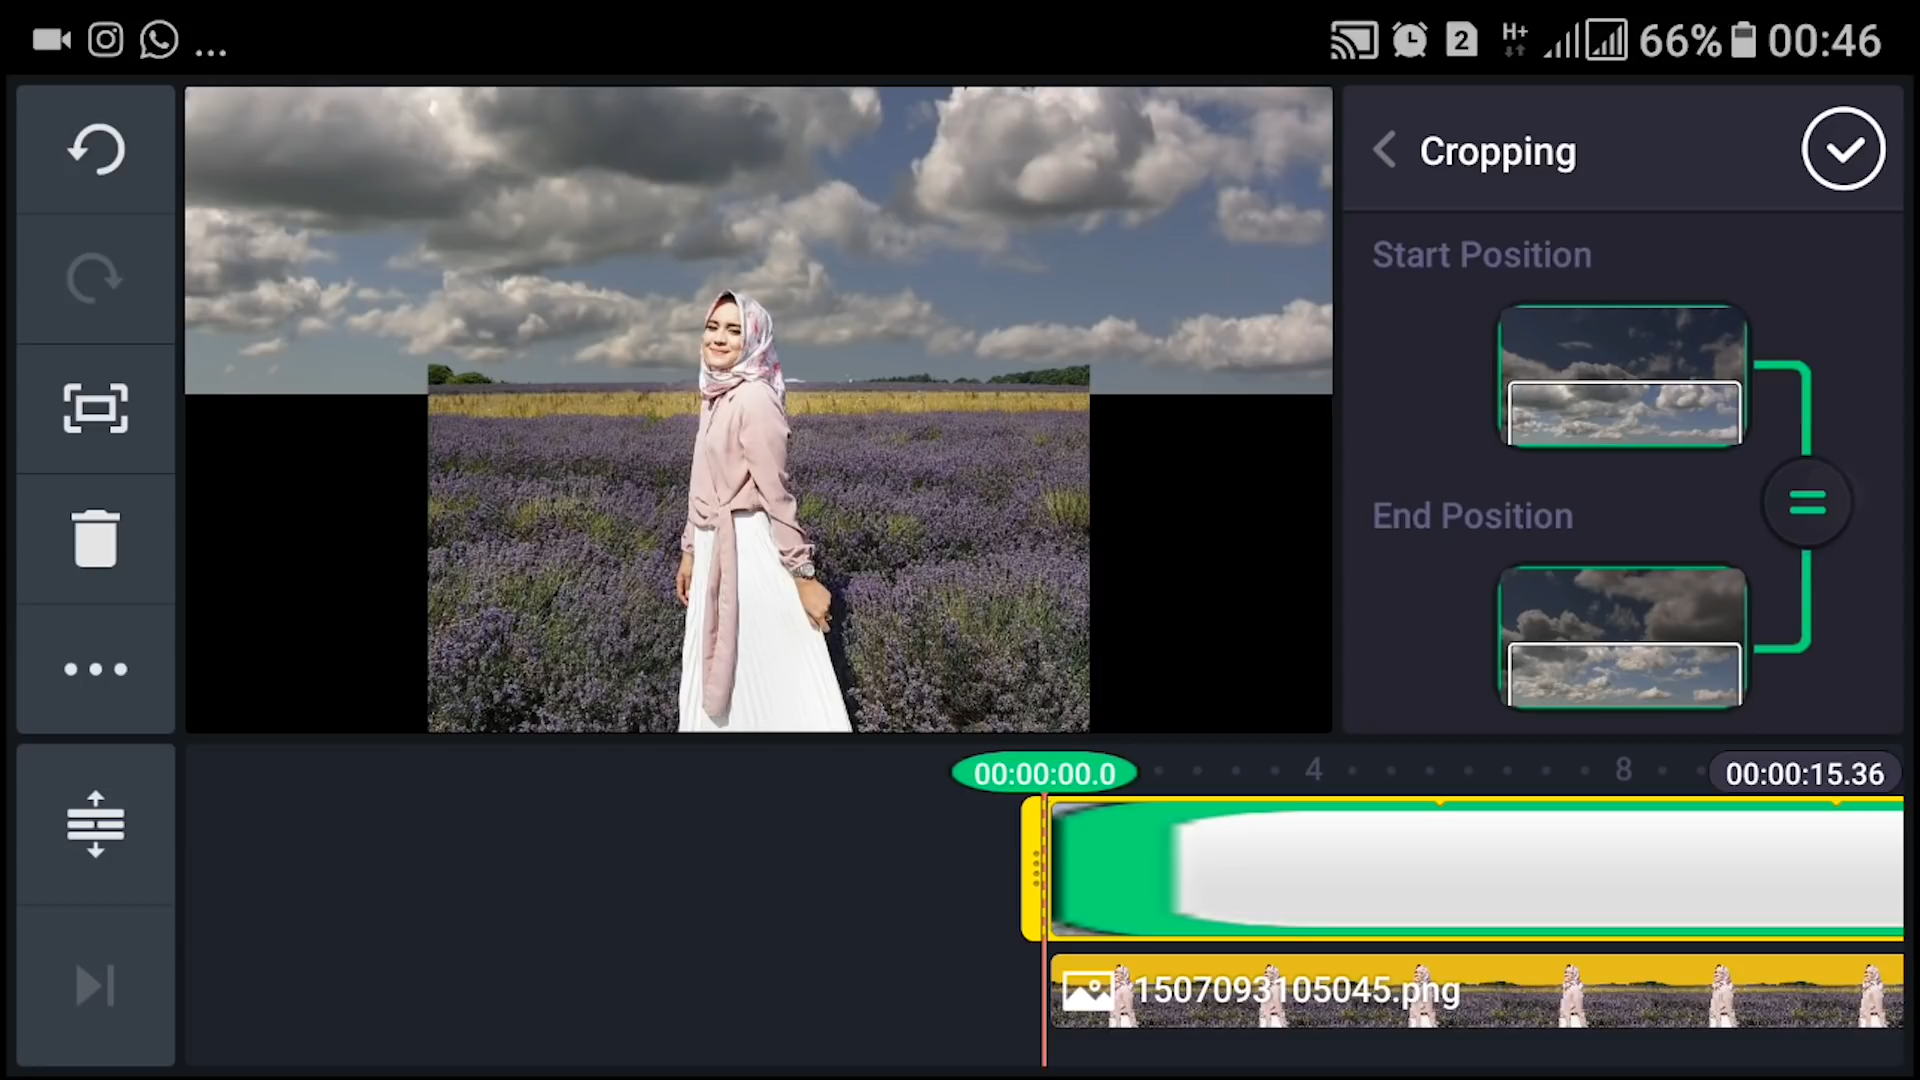 ... 2 H+ 66% 00:46
Cropping
Start Position
End Position
00:00:00.0 4 8 00:00:15.36
1507093105045.png